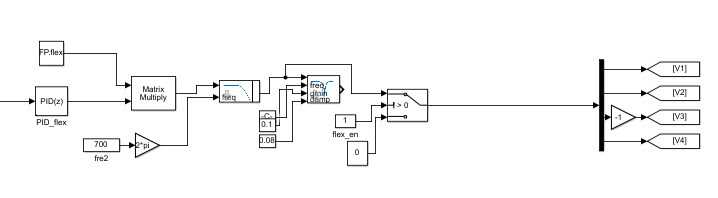 FP.flex
PID(z)
PID_flex
Matrix
Multiply
700
fre2
2*pi
freq
freq
gmin
damp
-C-
0.1
0.08
1
flex_en
0
> 0
-1
[V1]
[V2]
[V3]
[V4]